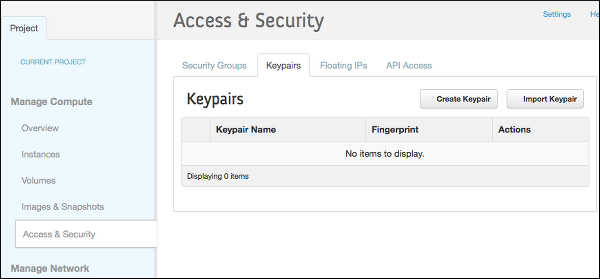 Project
CURRENT PROJECT
Manage Compute
Overview
Instances
Volumes
Images & Snapshots
Access & Security
Manage Network
Access & Security
Settings
Security Groups Keypairs Floating IPs API Access
Keypairs
Create Keypair Import Keypair
Keypair Name Fingerprint Actions
No items to display.
Displaying 0 items